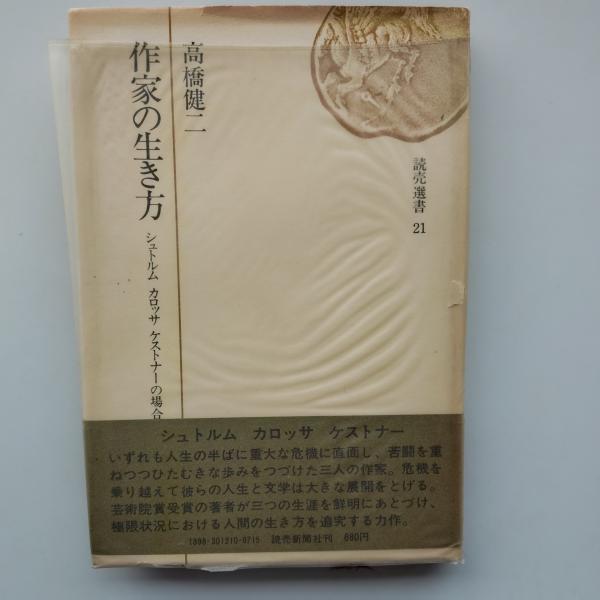 高橋健二
作家の生き方
シュトルム カロッサ ケストナーの場合
読売選書
21
シュトルム カロッサ ケストナー
いずれも人生の半ばに重大な危機に直面し、苦闘を重
ねつつひたむきな歩みをつづけた三人の作家。危機を
乗り越えて彼らの人生と文学は大きな展開をとげる。
芸術院賞受賞の著者が三つの生涯を鮮明にあとづけ、
極限状況における人間の生き方を追究する力作。
1398-301210-8715 読売新聞社刊 680円